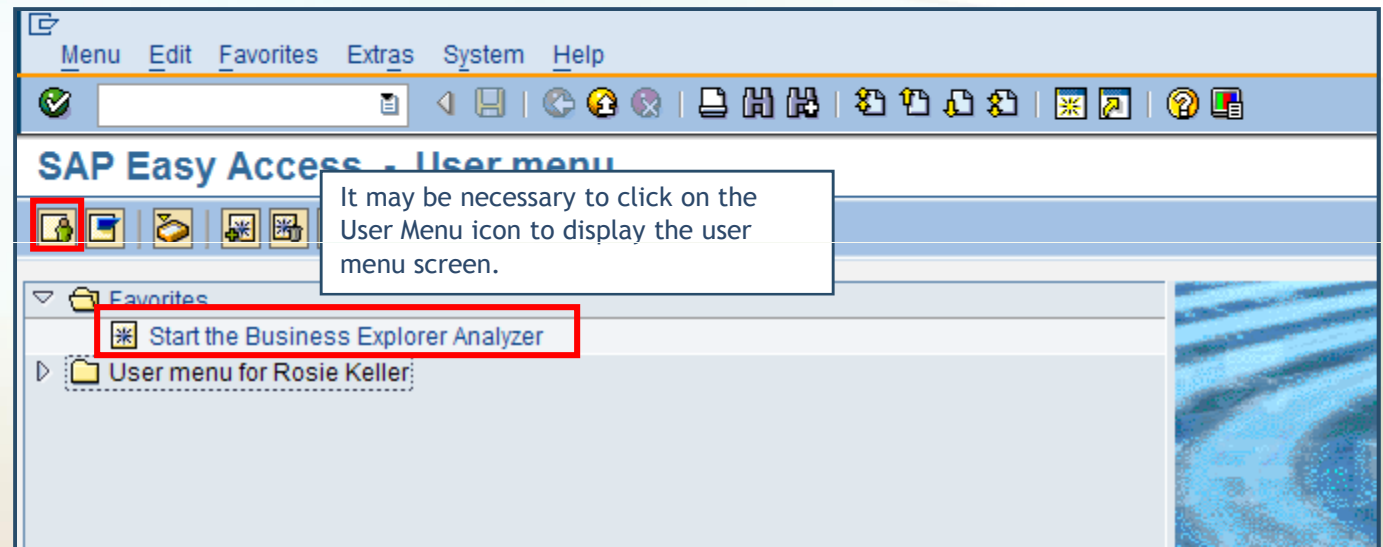 Menu Edit Favorites Extras System Help
SAP Easy Access - User menu
It may be necessary to click on the
User Menu icon to display the user
menu screen.
Favorites
Start the Business Explorer Analyzer
User menu for Rosie Keller